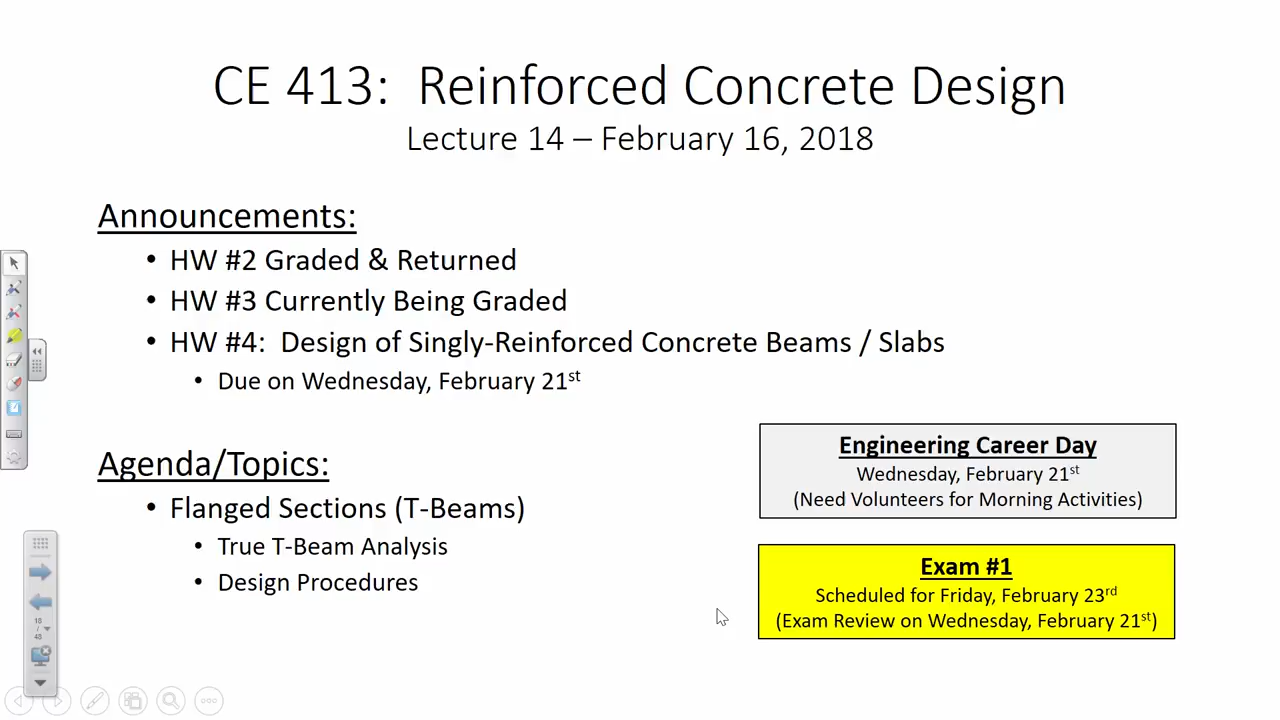 CE 413:  Reinforced Concrete Design
Lecture 14 – February 16, 2018
Announcements:
• HW #2 Graded & Returned
• HW #3 Currently Being Graded
• HW #4:  Design of Singly-Reinforced Concrete Beams / Slabs
• Due on Wednesday, February 21st
Agenda/Topics:
• Flanged Sections (T-Beams)
• True T-Beam Analysis
• Design Procedures
Engineering Career Day
Wednesday, February 21st
(Need Volunteers for Morning Activities)
Exam #1
Scheduled for Friday, February 23rd
(Exam Review on Wednesday, February 21st)